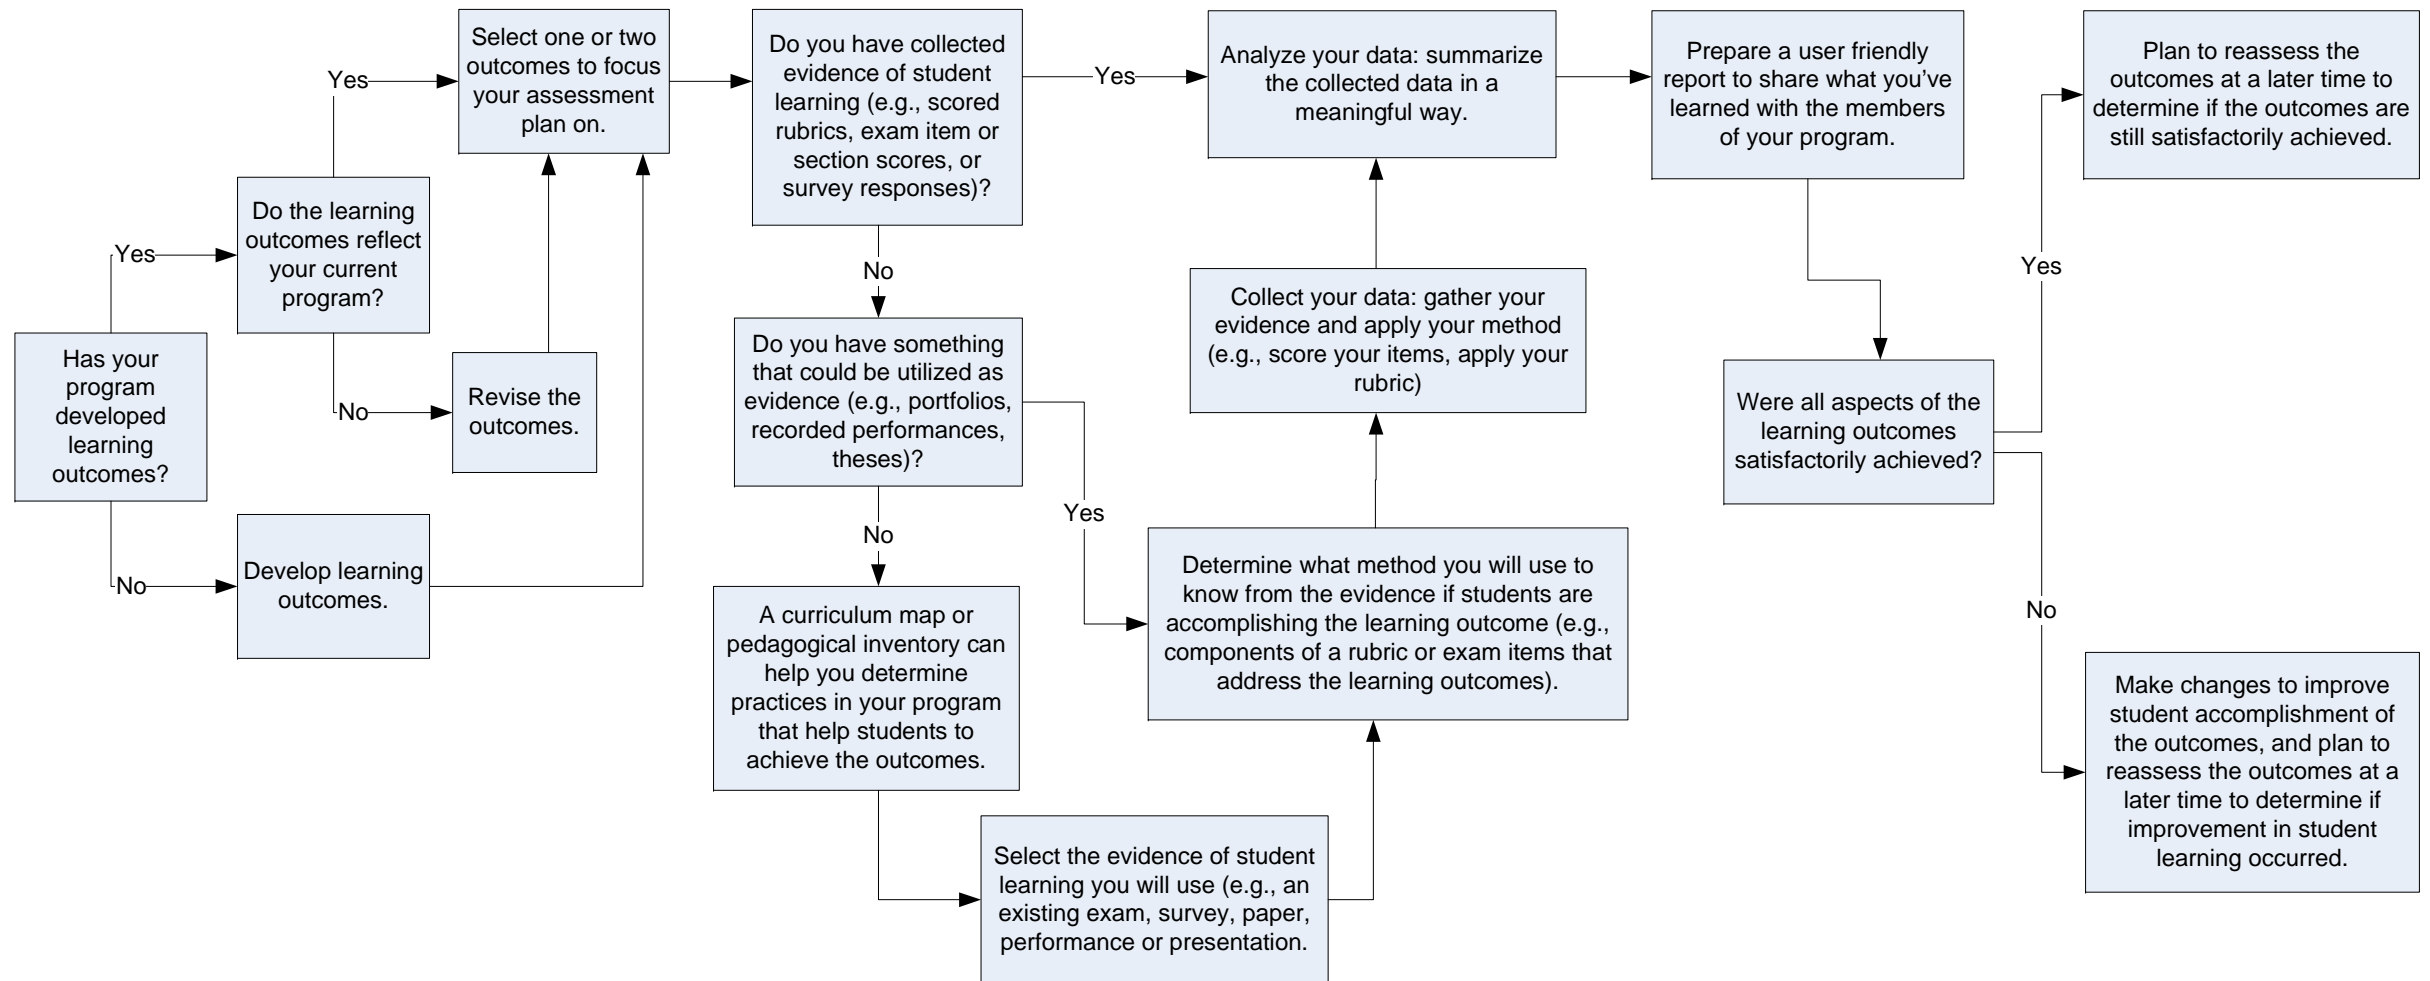 Has your
program
developed
learning
outcomes?
Yes
No
Do the learning
outcomes reflect
your current
program?
Yes
No
Develop learning
outcomes.
Revise the
outcomes.
Select one or two
outcomes to focus
your assessment
plan on.
Do you have collected
evidence of student
learning (e.g., scored
rubrics, exam item or
section scores, or
survey responses)?
Yes
No
Do you have something
that could be utilized as
evidence (e.g., portfolios,
recorded performances,
theses)?
Yes
No
A curriculum map or
pedagogical inventory can
help you determine
practices in your program
that help students to
achieve the outcomes.
Select the evidence of student
learning you will use (e.g., an
existing exam, survey, paper,
performance or presentation.
Determine what method you will use to
know from the evidence if students are
accomplishing the learning outcome (e.g.,
components of a rubric or exam items that
address the learning outcomes).
Collect your data: gather your
evidence and apply your method
(e.g., score your items, apply your
rubric)
Analyze your data: summarize
the collected data in a
meaningful way.
Prepare a user friendly
report to share what you’ve
learned with the members
of your program.
Were all aspects of the
learning outcomes
satisfactorily achieved?
Yes
No
Plan to reassess the
outcomes at a later time to
determine if the outcomes are
still satisfactorily achieved.
Make changes to improve
student accomplishment of
the outcomes, and plan to
reassess the outcomes at a
later time to determine if
improvement in student
learning occurred.